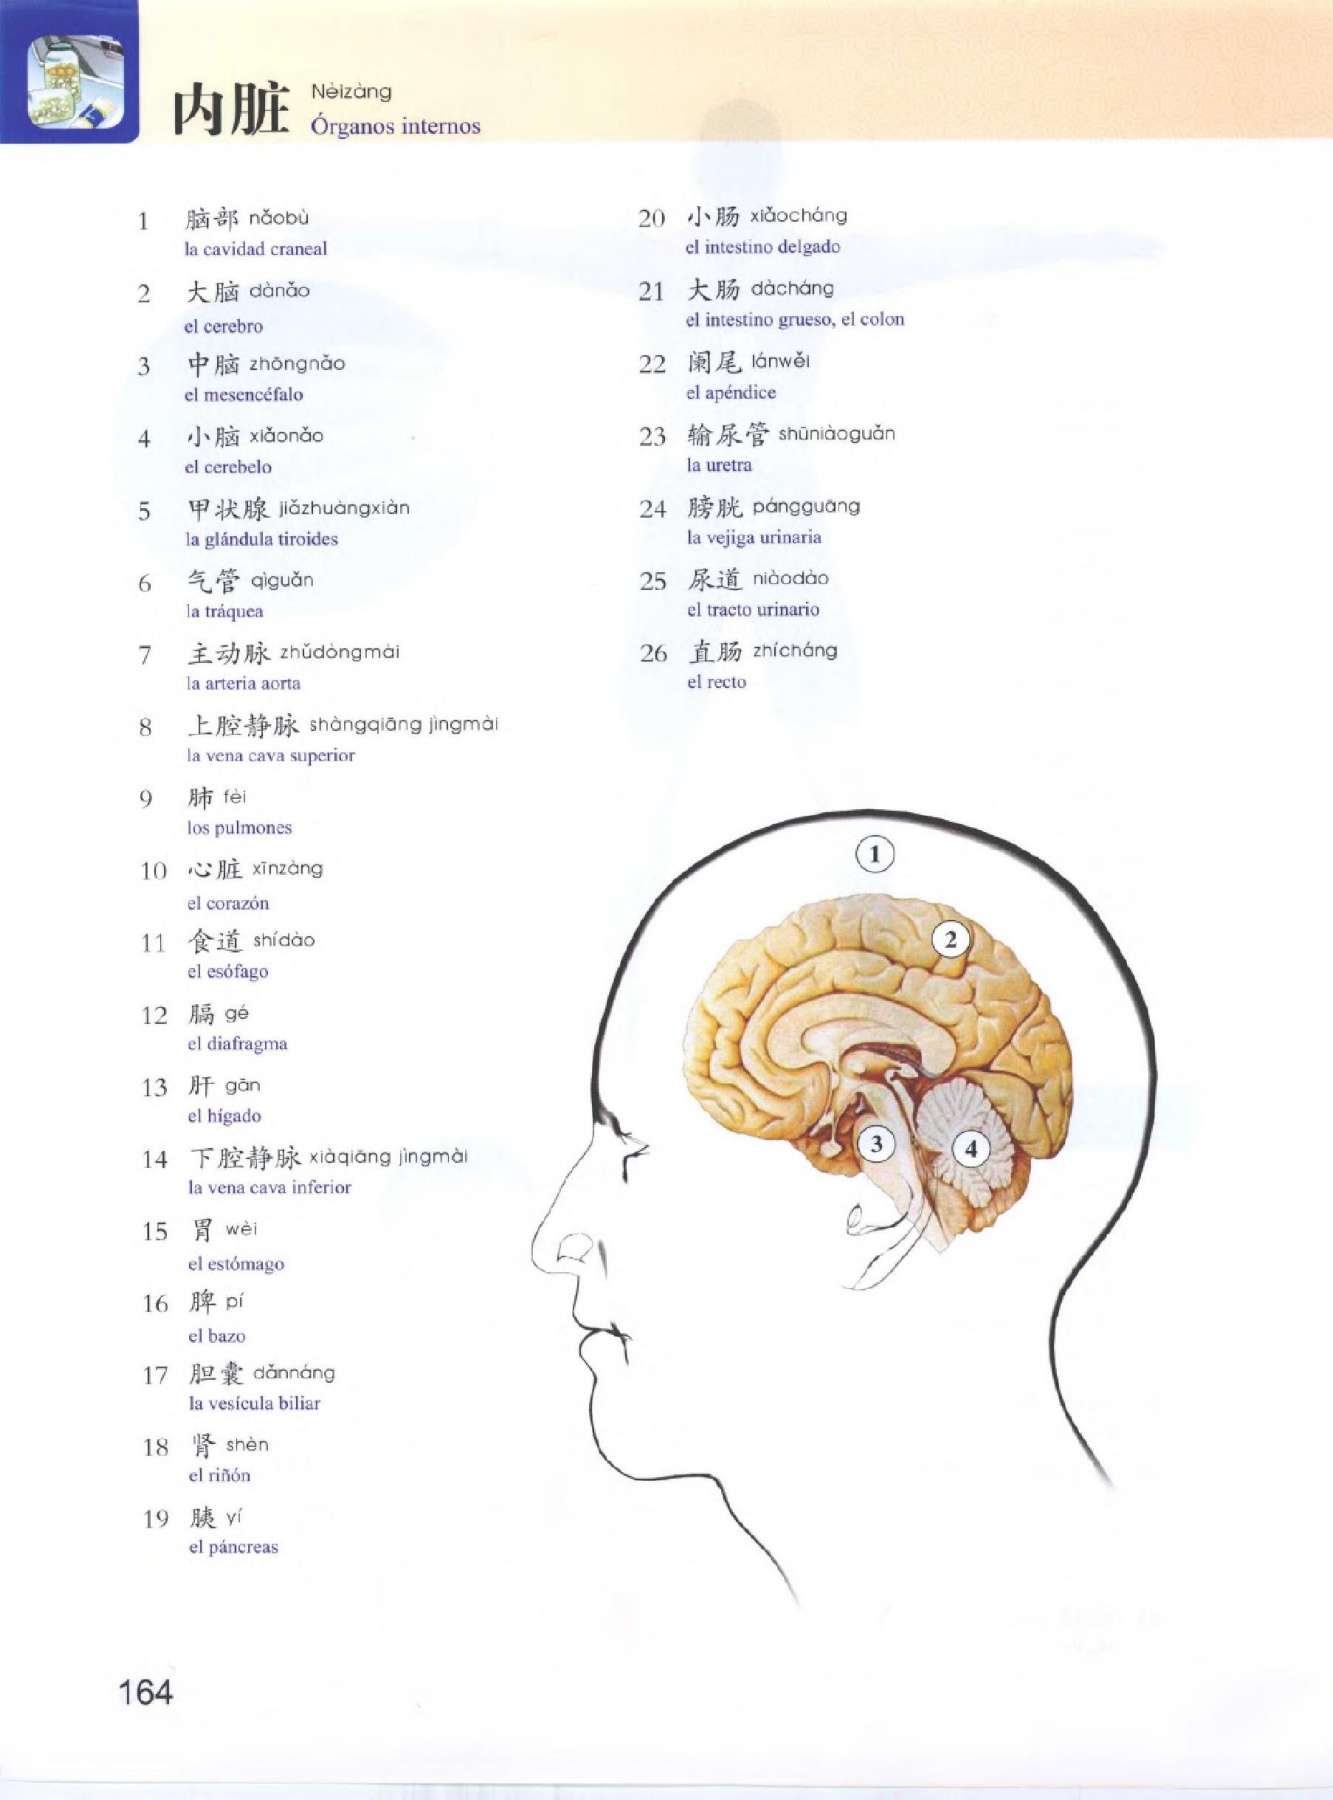 内脏 Nèizàng
Órganos internos
1 脑部 nǎobù
la cavidad craneal
2 大脑 dànǎo
el cerebro
3 中脑 zhōngnǎo
el mesencéfalo
4 小脑 xiǎonǎo
el cerebelo
5 甲状腺 jiǎzhuàngxiàn
la glándula tiroides
6 气管 qìguǎn
la tráquea
7 主动脉 zhǔdòngmài
la arteria aorta
8 上腔静脉 shàngqiāng jìngmài
la vena cava superior
9 肺 fèi
los pulmones
10 心脏 xīnzàng
el corazón
11 食道 shídào
el esófago
12 膈 gé
el diafragma
13 肝 gān
el hígado
14 下腔静脉 xiàqiāng jìngmài
la vena cava inferior
15 胃 wèi
el estómago
16 脾 pí
el bazo
17 胆囊 dǎnnáng
la vesícula biliar
18 肾 shèn
el riñón
19 胰 yí
el páncreas
20 小肠 xiǎocháng
el intestino delgado
21 大肠 dàcháng
el intestino grueso, el colon
22 阑尾 lánwěi
el apéndice
23 输尿管 shūniàoguǎn
la uretra
24 膀胱 pángguāng
la vejiga urinaria
25 尿道 niàodào
el tracto urinario
26 直肠 zhícháng
el recto
1
2
3
4
164